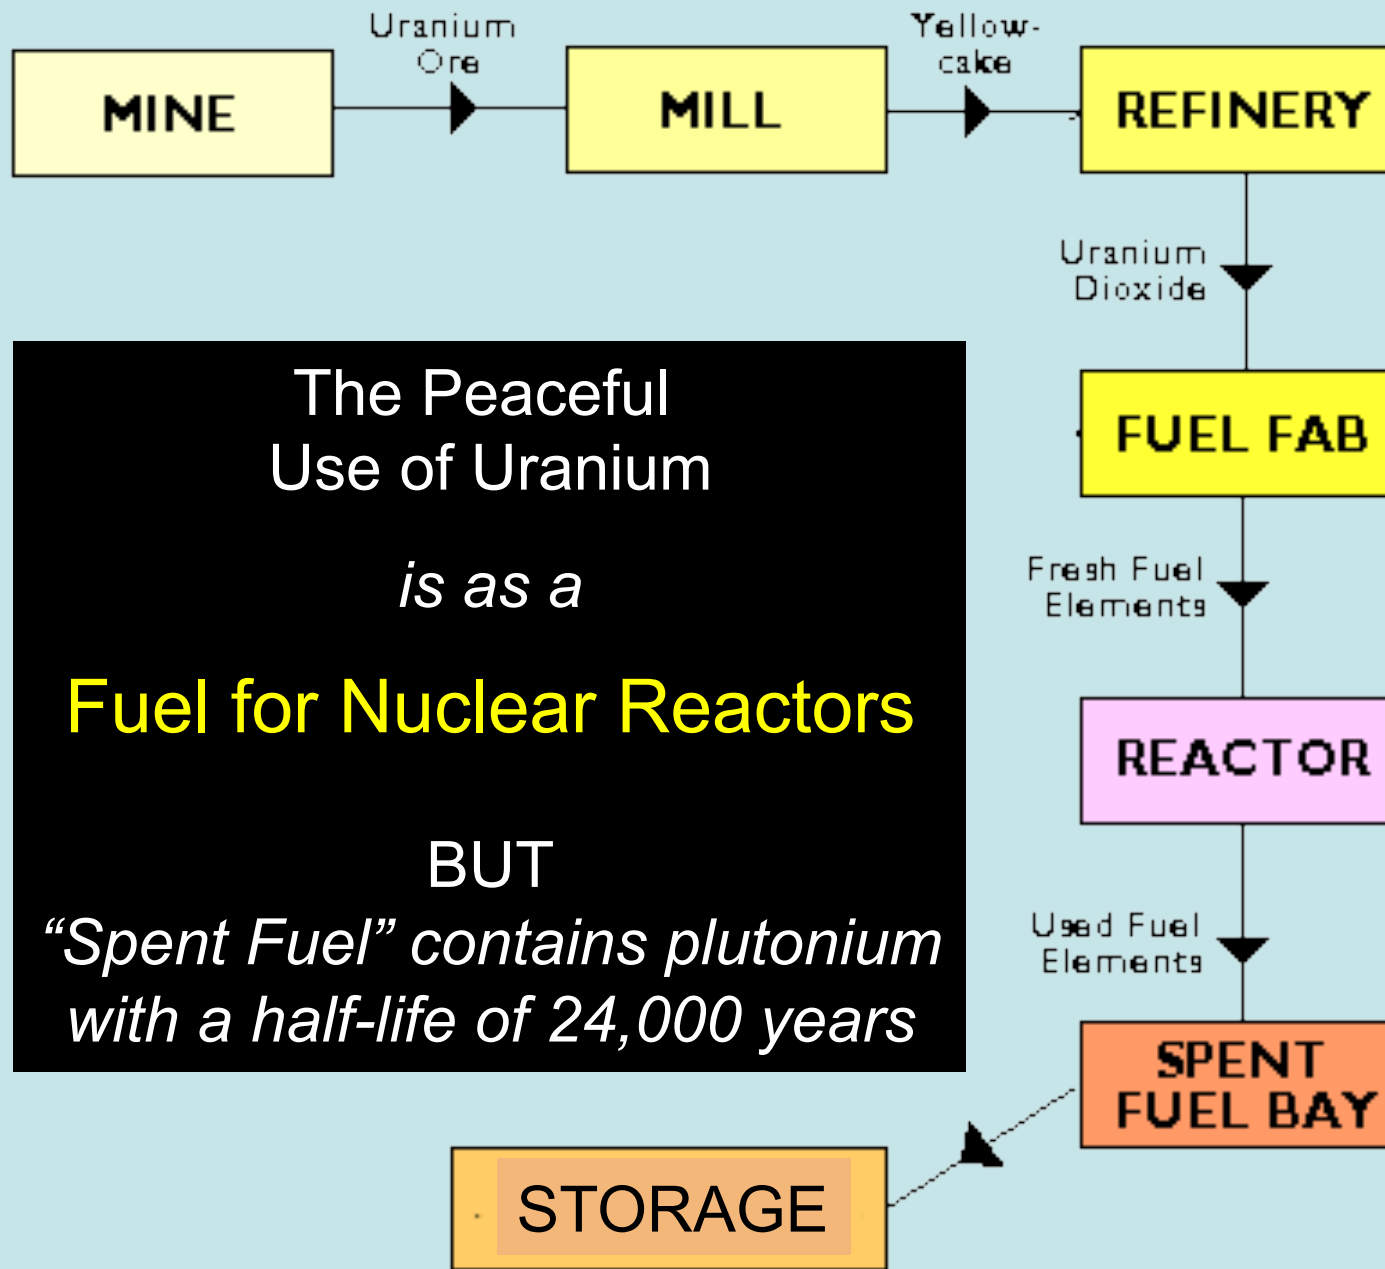 Uranium
Ore
Yellow-
cake
MINE
MILL
REFINERY
Uranium
Dioxide
The Peaceful
Use of Uranium
is as a
Fuel for Nuclear Reactors
BUT
“Spent Fuel” contains plutonium
with a half-life of 24,000 years
FUEL FAB
Fresh Fuel
Elements
REACTOR
Used Fuel
Elements
SPENT
FUEL BAY
STORAGE